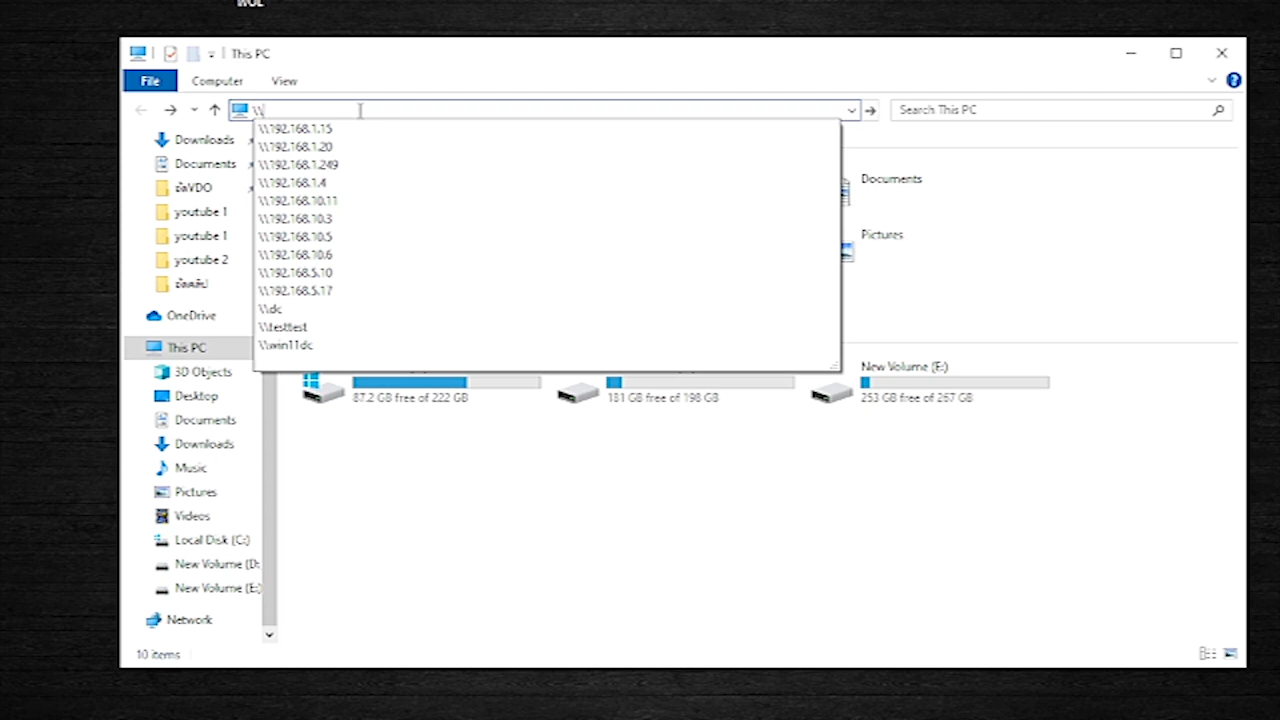 WOL
This PC
File Computer View
\\
Search This PC
\\192.168.1.15
\\192.168.1.20
\\192.168.1.249
\\192.168.1.4
\\192.168.10.11
\\192.168.10.3
\\192.168.10.5
\\192.168.10.6
\\192.168.5.10
\\192.168.5.17
\\dc
\\testtest
\\win11dc
Downloads
Documents
youtube 1
youtube 1
youtube 2
OneDrive
This PC
3D Objects
Desktop
Documents
Downloads
Music
Pictures
Videos
Local Disk (C:)
New Volume (D:
New Volume (E:)
Network
Documents
Pictures
87.2 GB free of 222 GB
181 GB free of 198 GB
New Volume (E:)
253 GB free of 267 GB
10 items